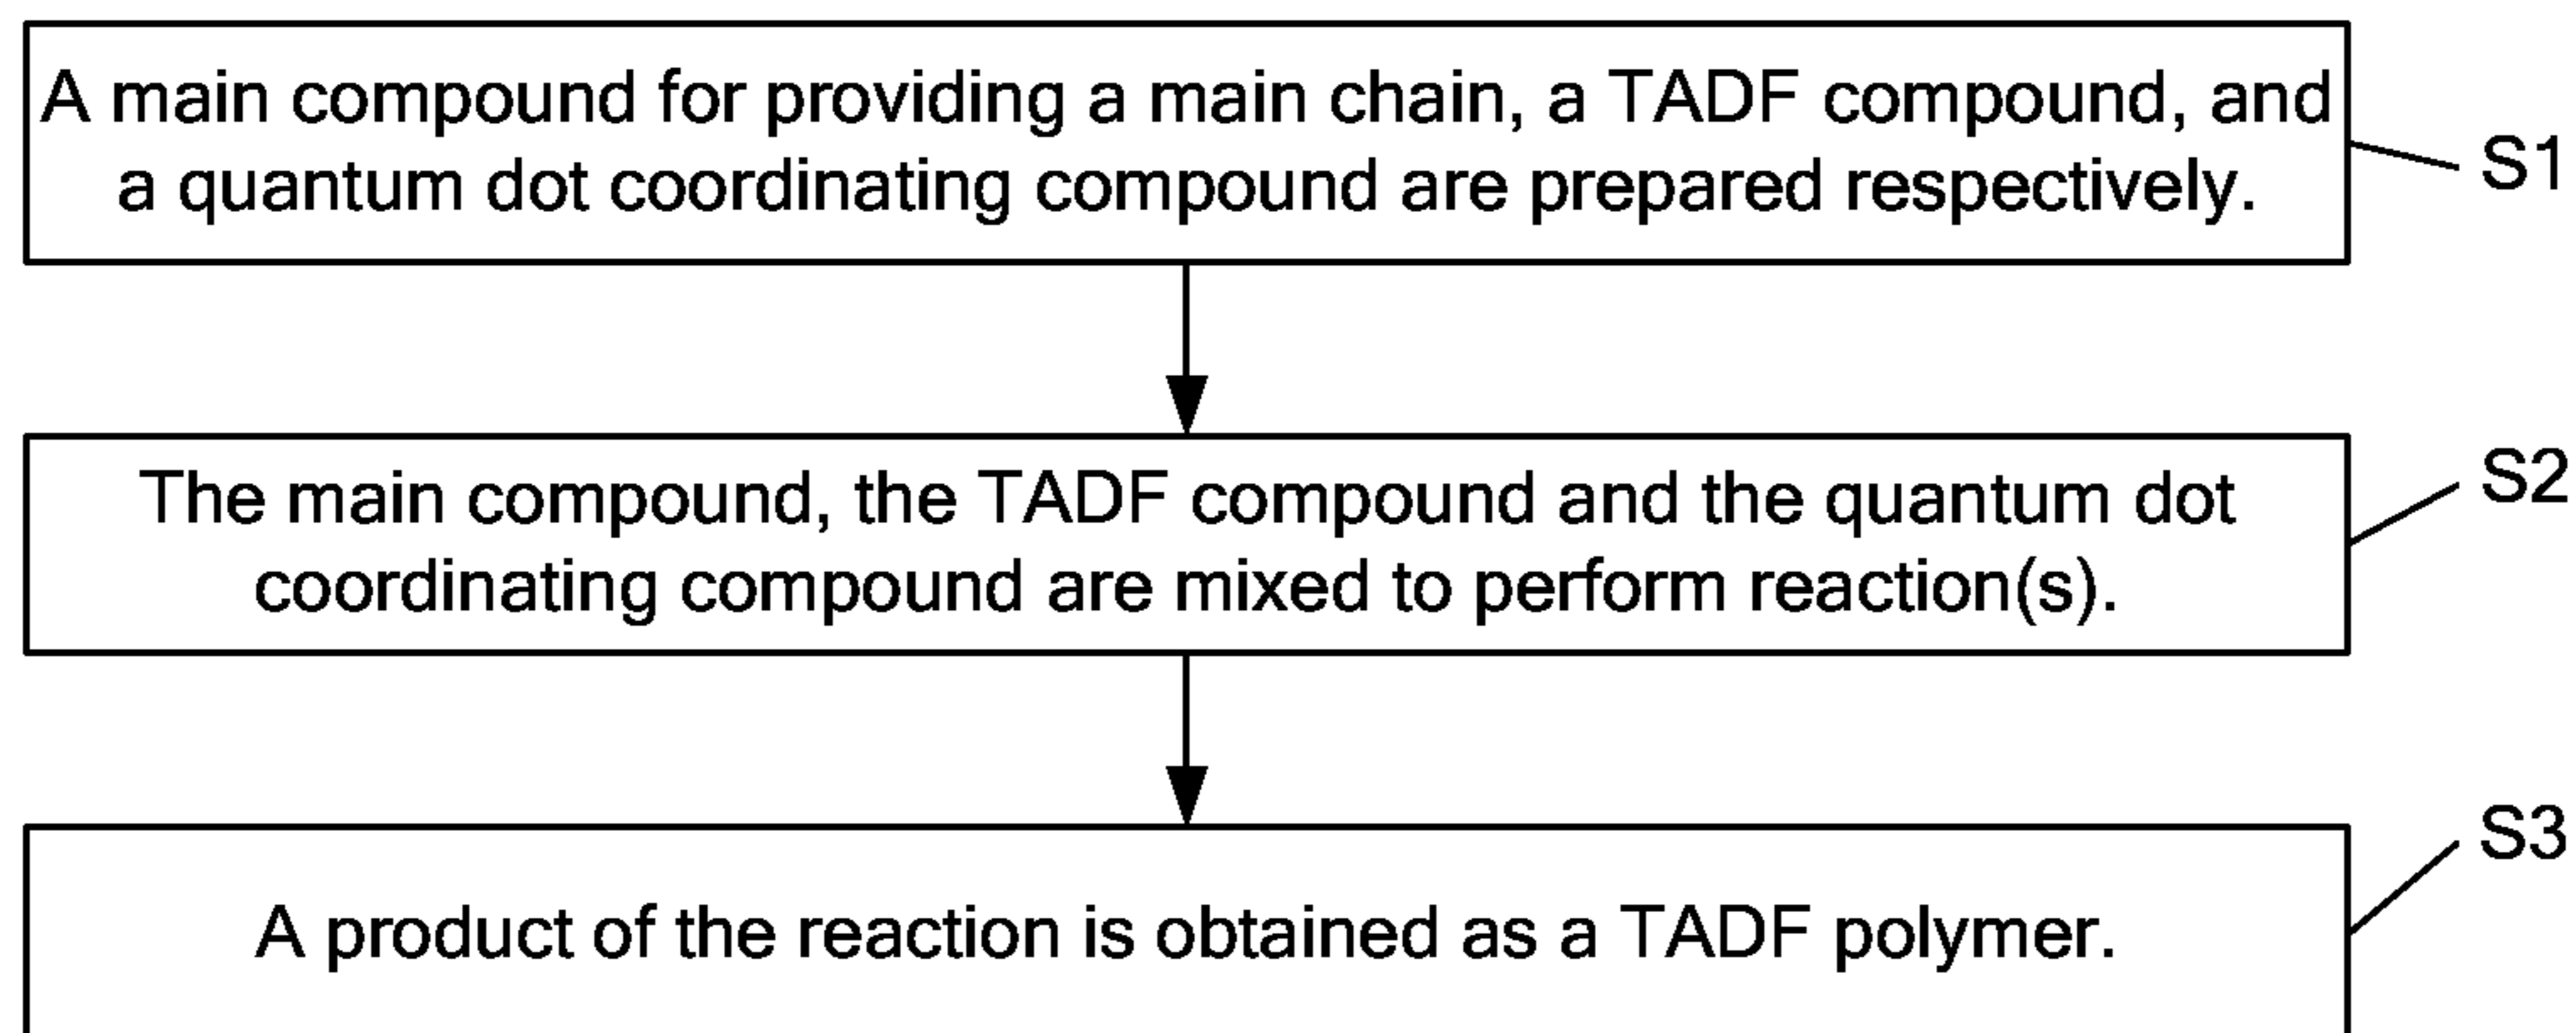 A main compound for providing a main chain, a TADF compound, and
a quantum dot coordinating compound are prepared respectively.
S1
The main compound, the TADF compound and the quantum dot
coordinating compound are mixed to perform reaction(s).
S2
A product of the reaction is obtained as a TADF polymer.
S3